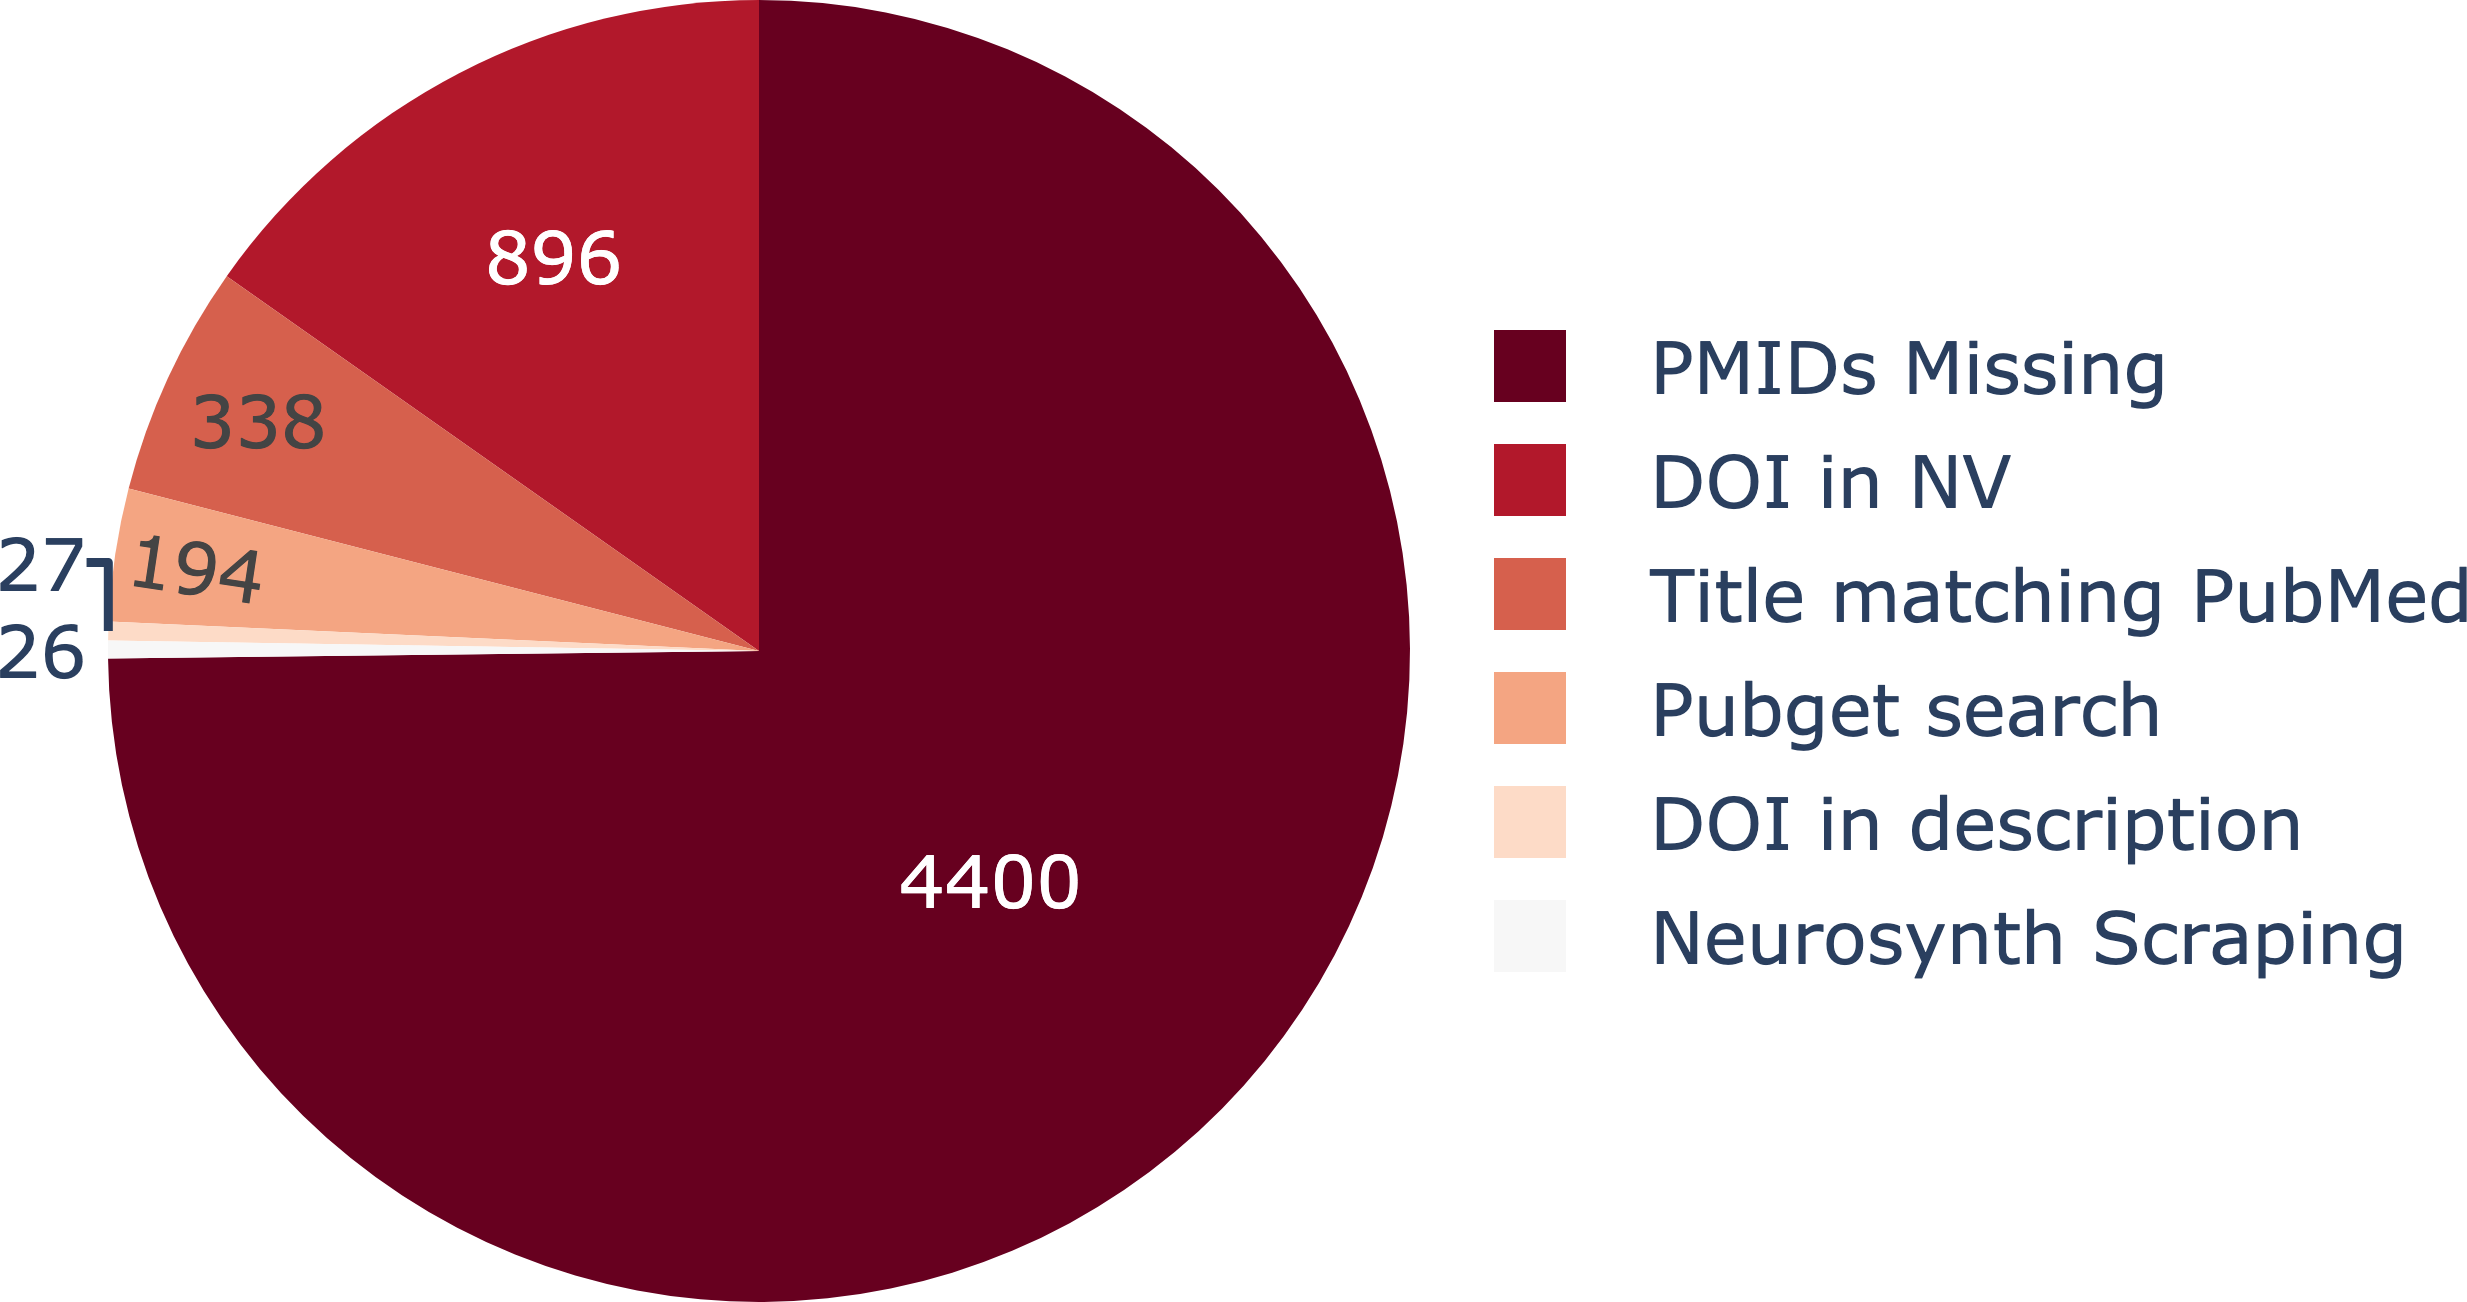 896
338
194
27
26
4400
PMIDs Missing
DOI in NV
Title matching PubMed
Pubget search
DOI in description
Neurosynth Scraping